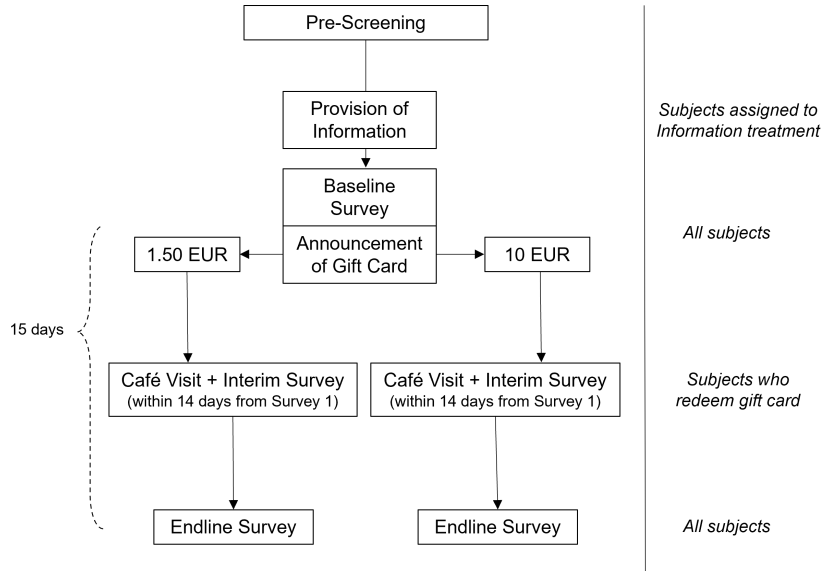 Pre-Screening
Provision of
Information
Subjects assigned to
Information treatment
Baseline
Survey
All subjects
1.50 EUR
Announcement
of Gift Card
10 EUR
15 days
Café Visit + Interim Survey
(within 14 days from Survey 1)
Café Visit + Interim Survey
(within 14 days from Survey 1)
Subjects who
redeem gift card
Endline Survey
Endline Survey
All subjects